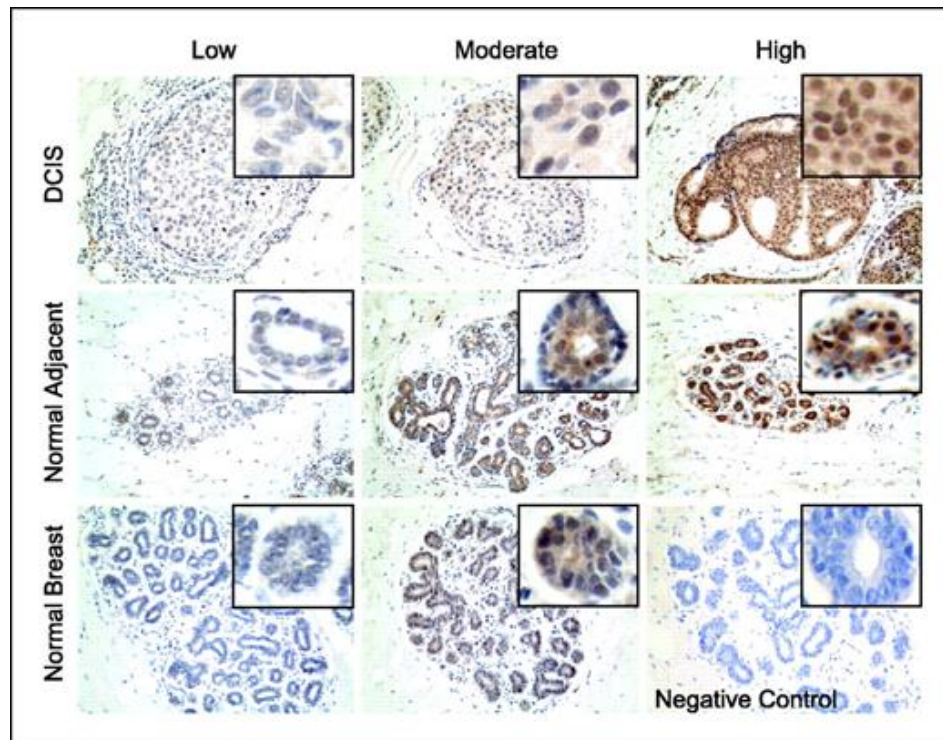 Low Moderate High
DCIS
Normal Adjacent
Normal Breast
Negative Control